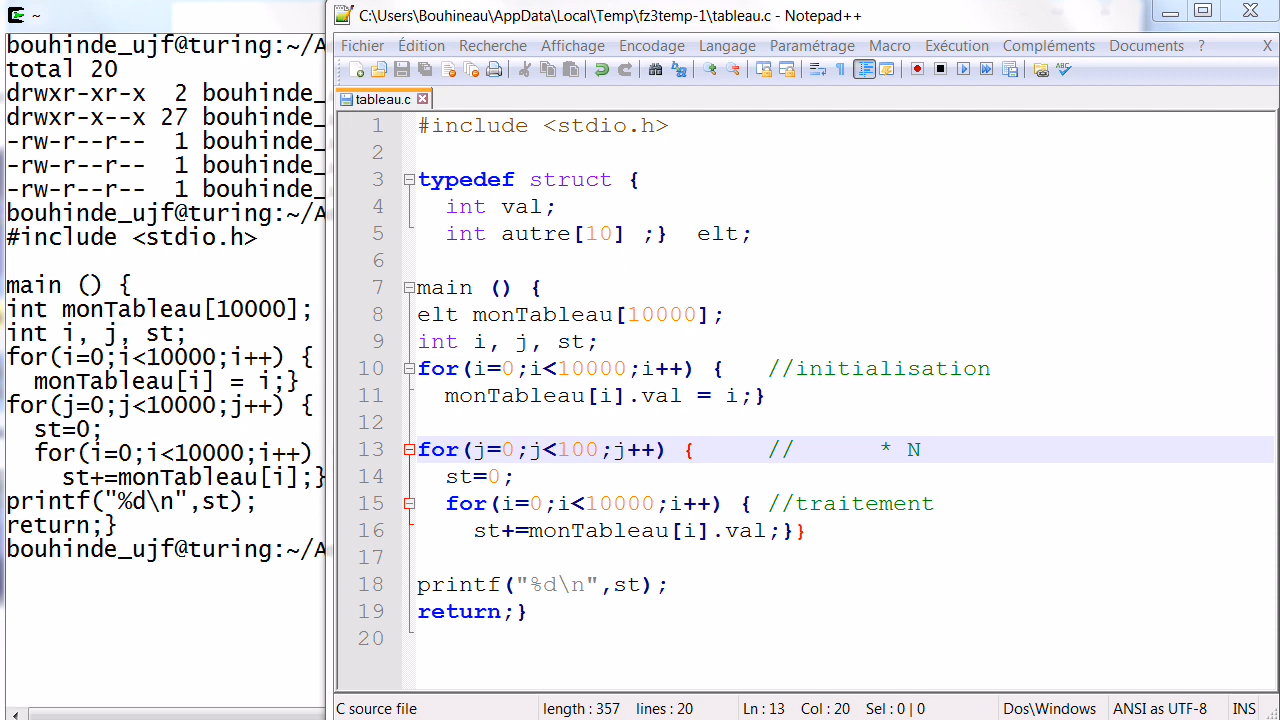 ~
bouhinde_ujf@turing:~/A
total 20
drwxr-xr-x  2 bouhinde_
drwxr-x--x 27 bouhinde_
-rw-r--r--  1 bouhinde_
-rw-r--r--  1 bouhinde_
-rw-r--r--  1 bouhinde_
bouhinde_ujf@turing:~/A
#include <stdio.h>
main () {
int monTableau[10000];
int i, j, st;
for(i=0;i<10000;i++) {
  monTableau[i] = i;}
for(j=0;j<10000;j++) {
  st=0;
  for(i=0;i<10000;i++)
    st+=monTableau[i];}
printf("%d\n",st);
return;}
bouhinde_ujf@turing:~/A
C:\Users\Bouhineau\AppData\Local\Temp\fz3temp-1\tableau.c - Notepad++
Fichier Édition Recherche Affichage Encodage Langage Paramétrage Macro Exécution Compléments Documents ? X
tableau.c
1 #include <stdio.h>
2
3 typedef struct {
4   int val;
5   int autre[10] ;}  elt;
6
7 main () {
8 elt monTableau[10000];
9 int i, j, st;
10 for(i=0;i<10000;i++) {   //initialisation
11   monTableau[i].val = i;}
12
13 for(j=0;j<100;j++) {     //      * N
14   st=0;
15   for(i=0;i<10000;i++) { //traitement
16     st+=monTableau[i].val;}}
17
18 printf("%d\n",st);
19 return;}
20
C source file length : 357 lines : 20 Ln : 13 Col : 20 Sel : 0 | 0 Dos\Windows ANSI as UTF-8 INS